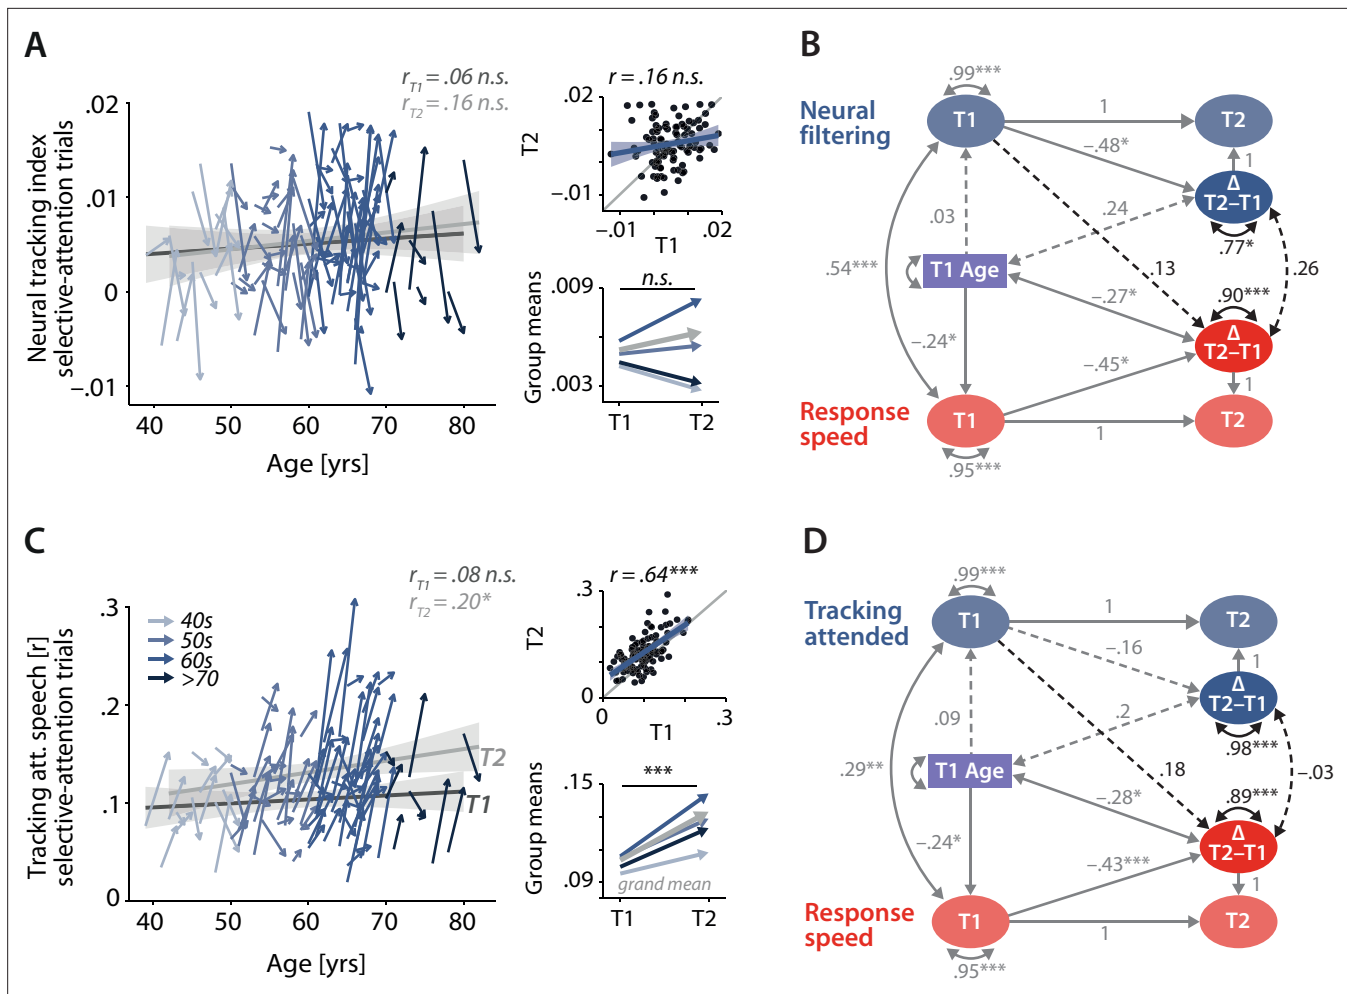 A
r_T1 = .06 n.s.
r_T2 = .16 n.s.
Neural tracking index
selective-attention trials
.02
.01
0
–.01
40 50 60 70 80
Age [yrs]
r = .16 n.s.
T2
.02
–.01
–.01 .02
T1
Group means
n.s.
.009
.003
T1 T2
B
Neural
filtering
.99***
T1
1
T2
–.48*
1
Δ
T2–T1
.77*
.03
.24
.54***
T1 Age
.13
.26
–.27*
.90***
Δ
T2–T1
–.24*
–.45*
1
Response
speed
T1
1
T2
.95***
C
r_T1 = .08 n.s.
r_T2 = .20*
Tracking att. speech [r]
selective-attention trials
.3
.2
.1
0
40s
50s
60s
>70
T2
T1
40 50 60 70 80
Age [yrs]
r = .64***
T2
.3
0
0 .3
T1
Group means
***
.15
.09
grand mean
T1 T2
D
Tracking
attended
.99***
T1
1
T2
–.16
1
Δ
T2–T1
.98***
.09
.2
.29**
T1 Age
.18
–.03
–.28*
.89***
Δ
T2–T1
–.24*
–.43***
1
Response
speed
T1
1
T2
.95***